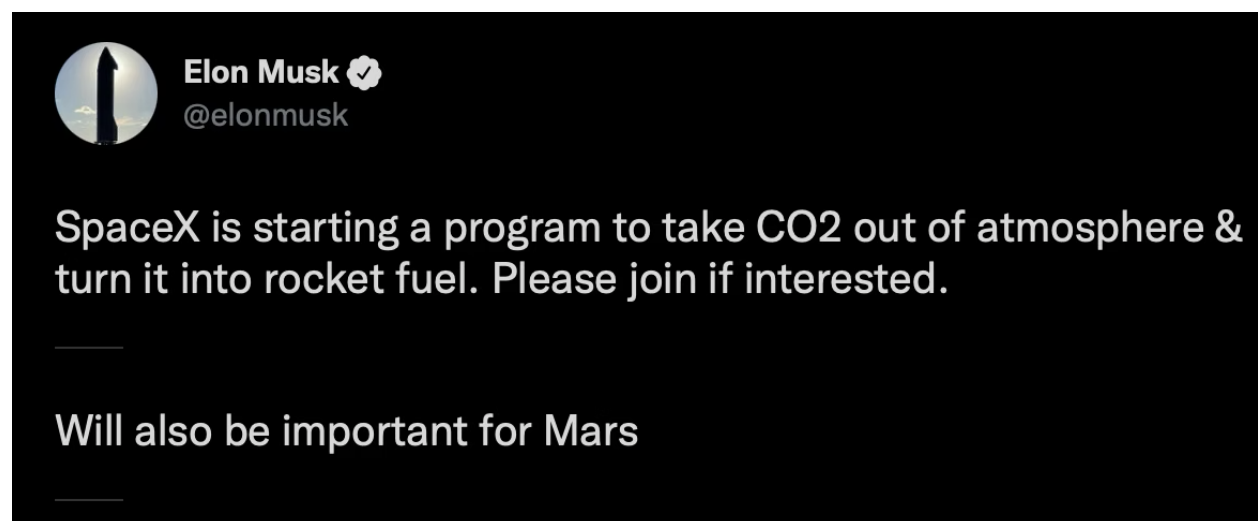 Elon Musk
@elonmusk
SpaceX is starting a program to take CO2 out of atmosphere &
turn it into rocket fuel. Please join if interested.
Will also be important for Mars